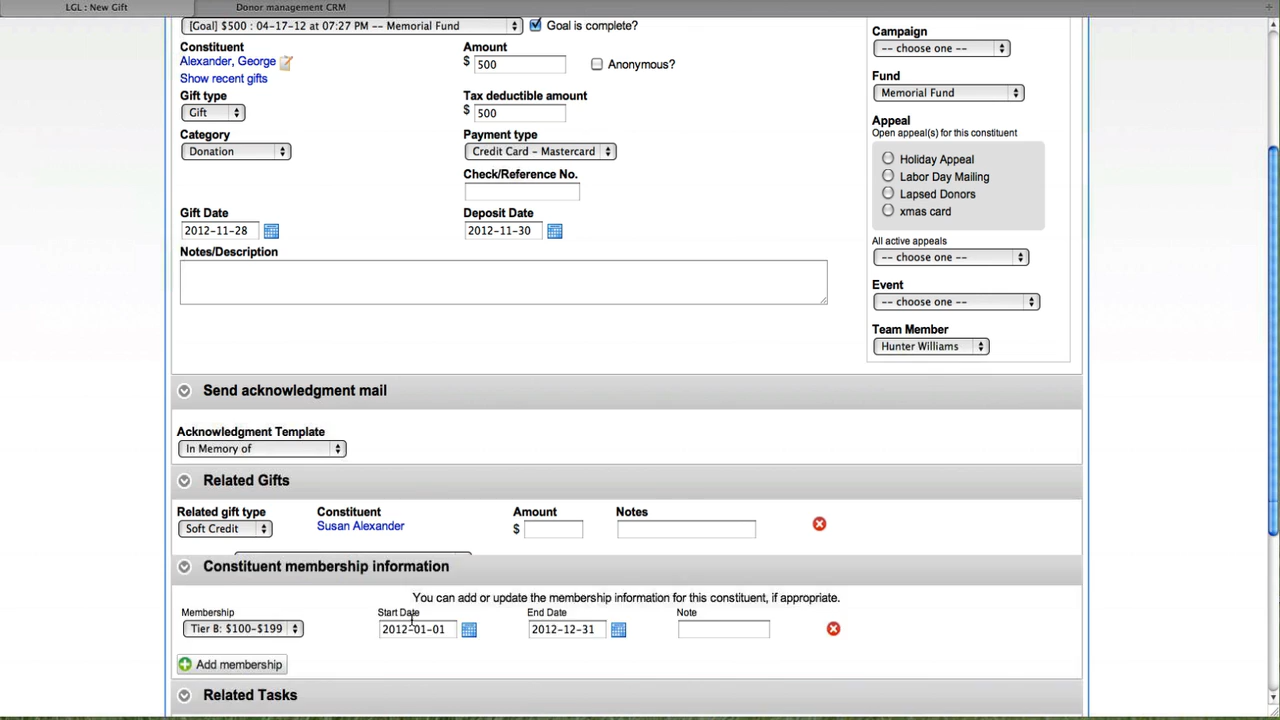 LGL : New Gift
Donor management CRM
[Goal] $500 : 04-17-12 at 07:27 PM -- Memorial Fund
Goal is complete?
Constituent
Alexander, George
Show recent gifts
Amount
$ 500
Anonymous?
Gift type
Gift
Tax deductible amount
$ 500
Category
Donation
Payment type
Credit Card - Mastercard
Check/Reference No.
Gift Date
2012-11-28
Deposit Date
2012-11-30
Notes/Description
Campaign
-- choose one --
Fund
Memorial Fund
Appeal
Open appeal(s) for this constituent
Holiday Appeal
Labor Day Mailing
Lapsed Donors
xmas card
All active appeals
-- choose one --
Event
-- choose one --
Team Member
Hunter Williams
Send acknowledgment mail
Acknowledgment Template
In Memory of
Related Gifts
Related gift type
Constituent
Amount
Notes
Soft Credit
Susan Alexander
$
Constituent membership information
You can add or update the membership information for this constituent, if appropriate.
Membership
Start Date
End Date
Note
Tier B: $100-$199
2012-01-01
2012-12-31
Add membership
Related Tasks